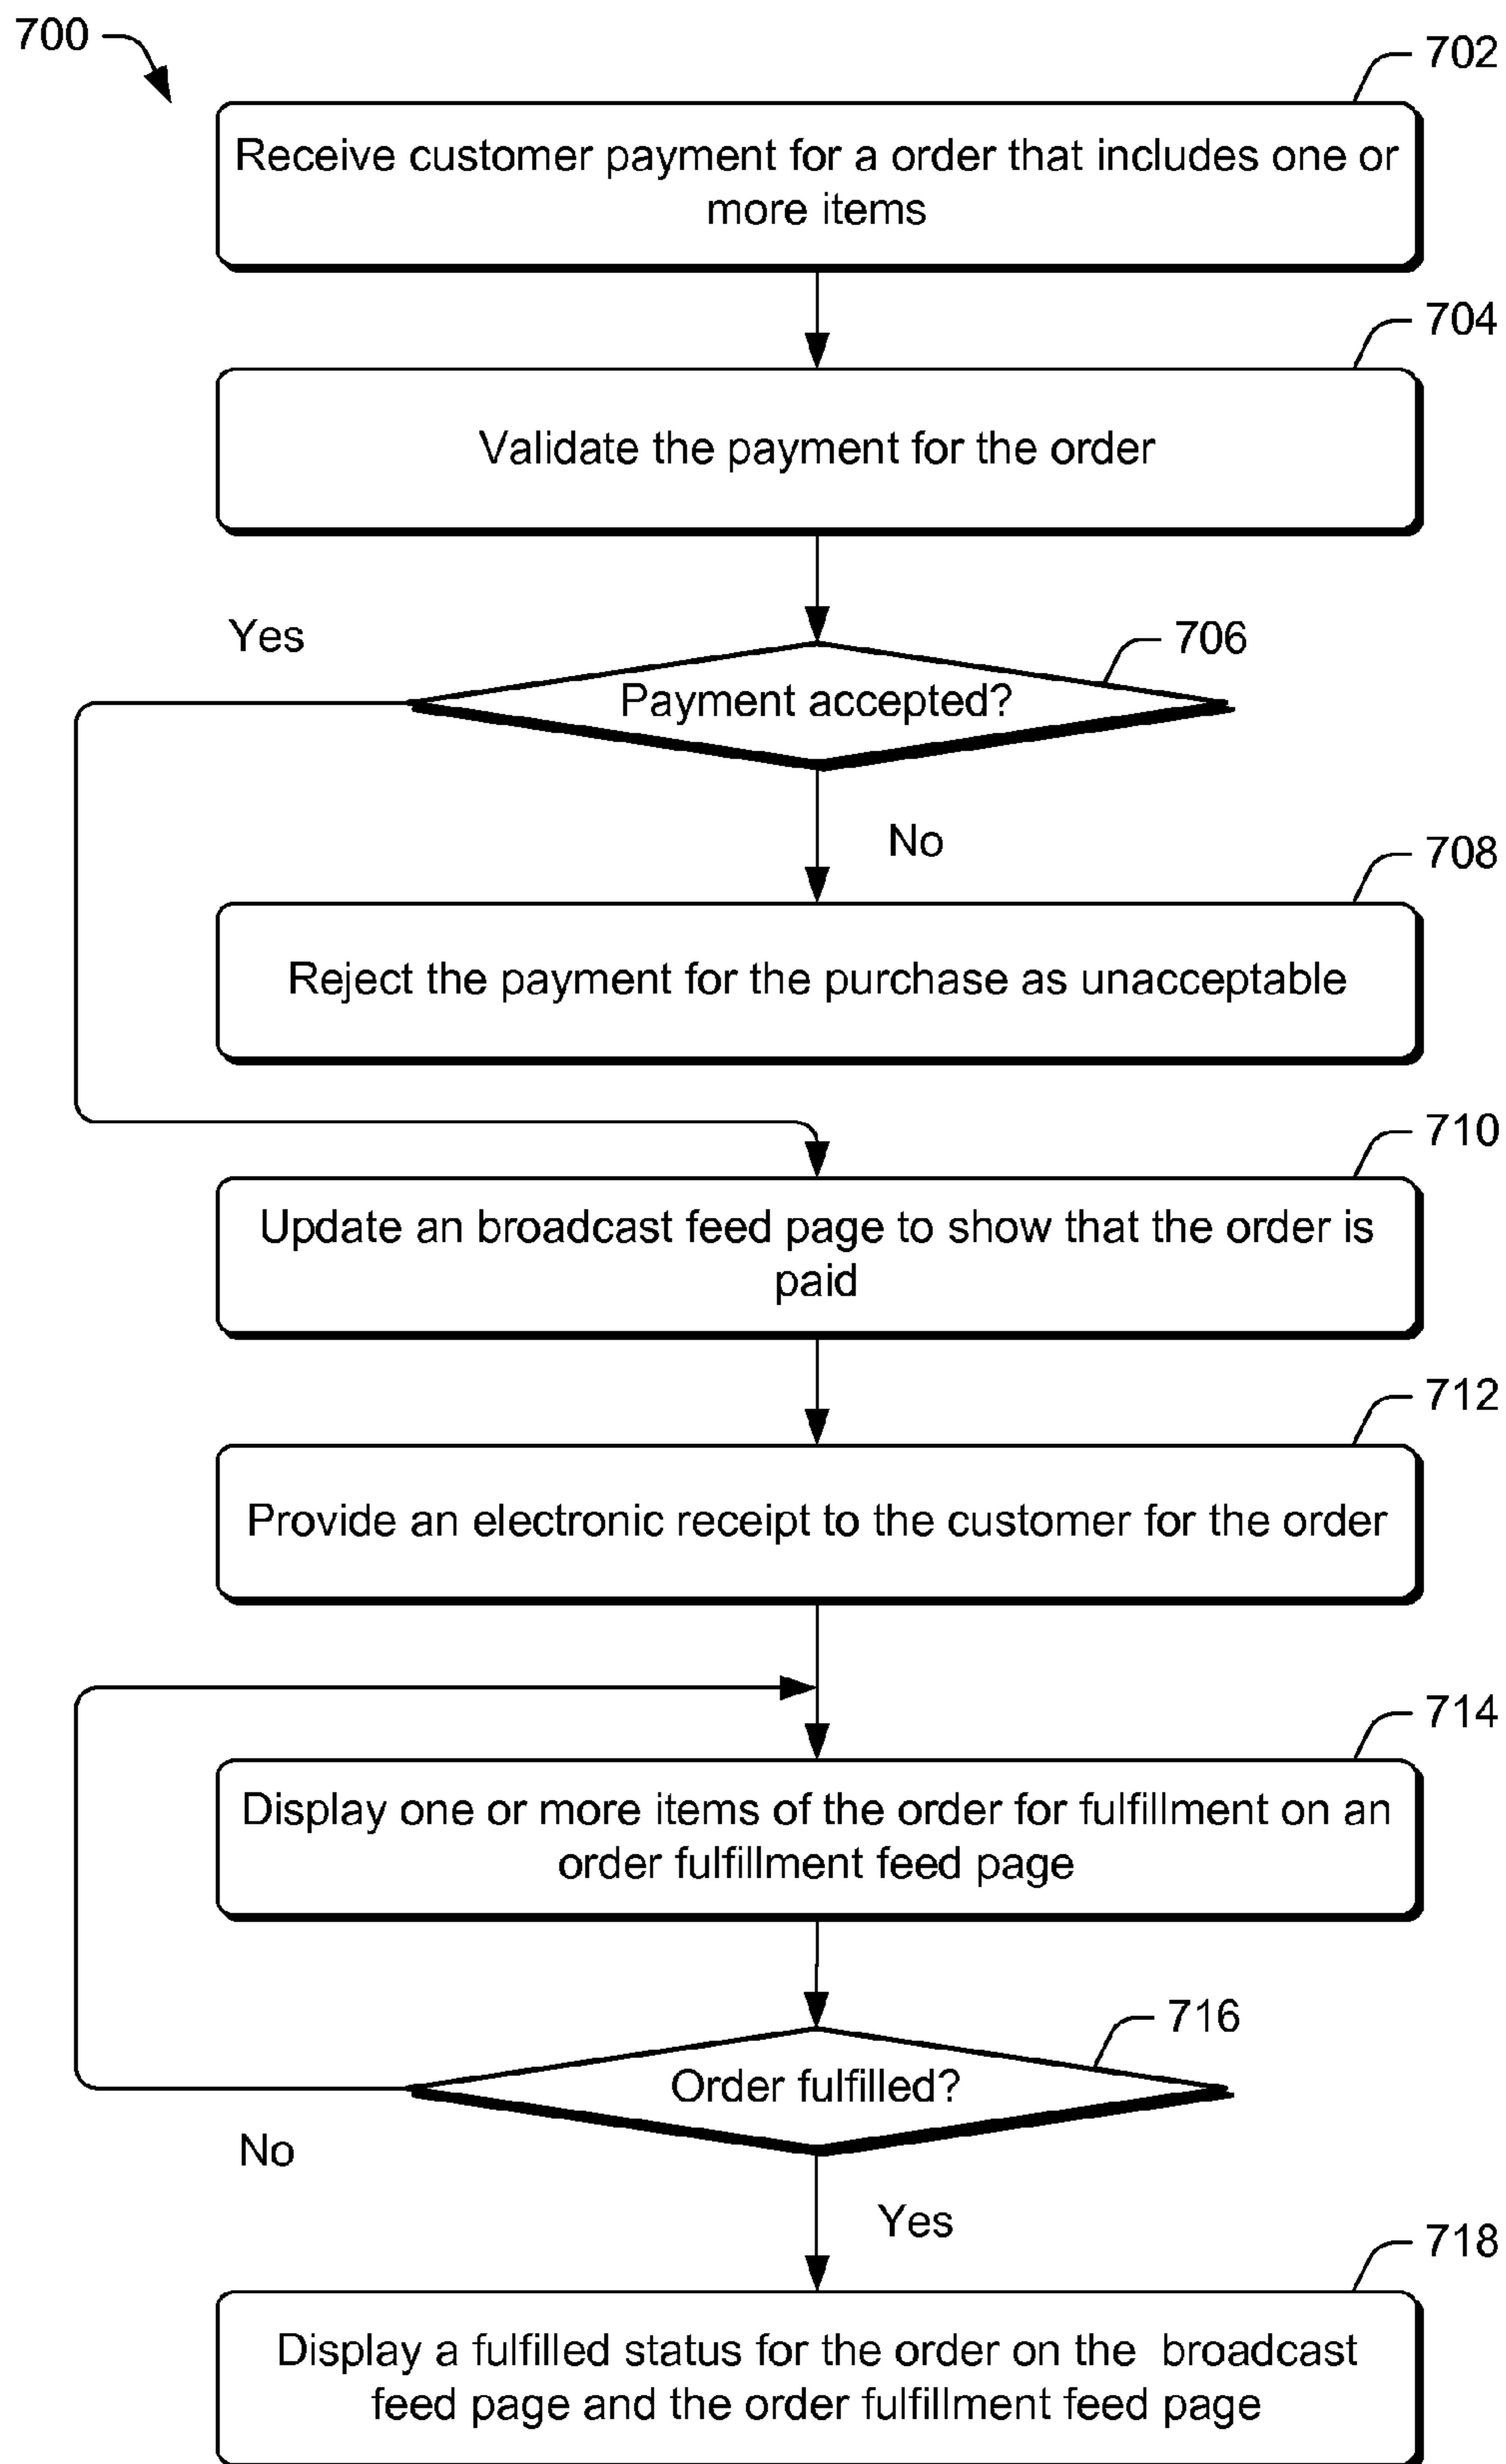 700
702
Receive customer payment for a order that includes one or
more items
704
Validate the payment for the order
Yes
706
Payment accepted?
No
708
Reject the payment for the purchase as unacceptable
710
Update an broadcast feed page to show that the order is
paid
712
Provide an electronic receipt to the customer for the order
714
Display one or more items of the order for fulfillment on an
order fulfillment feed page
716
Order fulfilled?
No
Yes
718
Display a fulfilled status for the order on the broadcast
feed page and the order fulfillment feed page